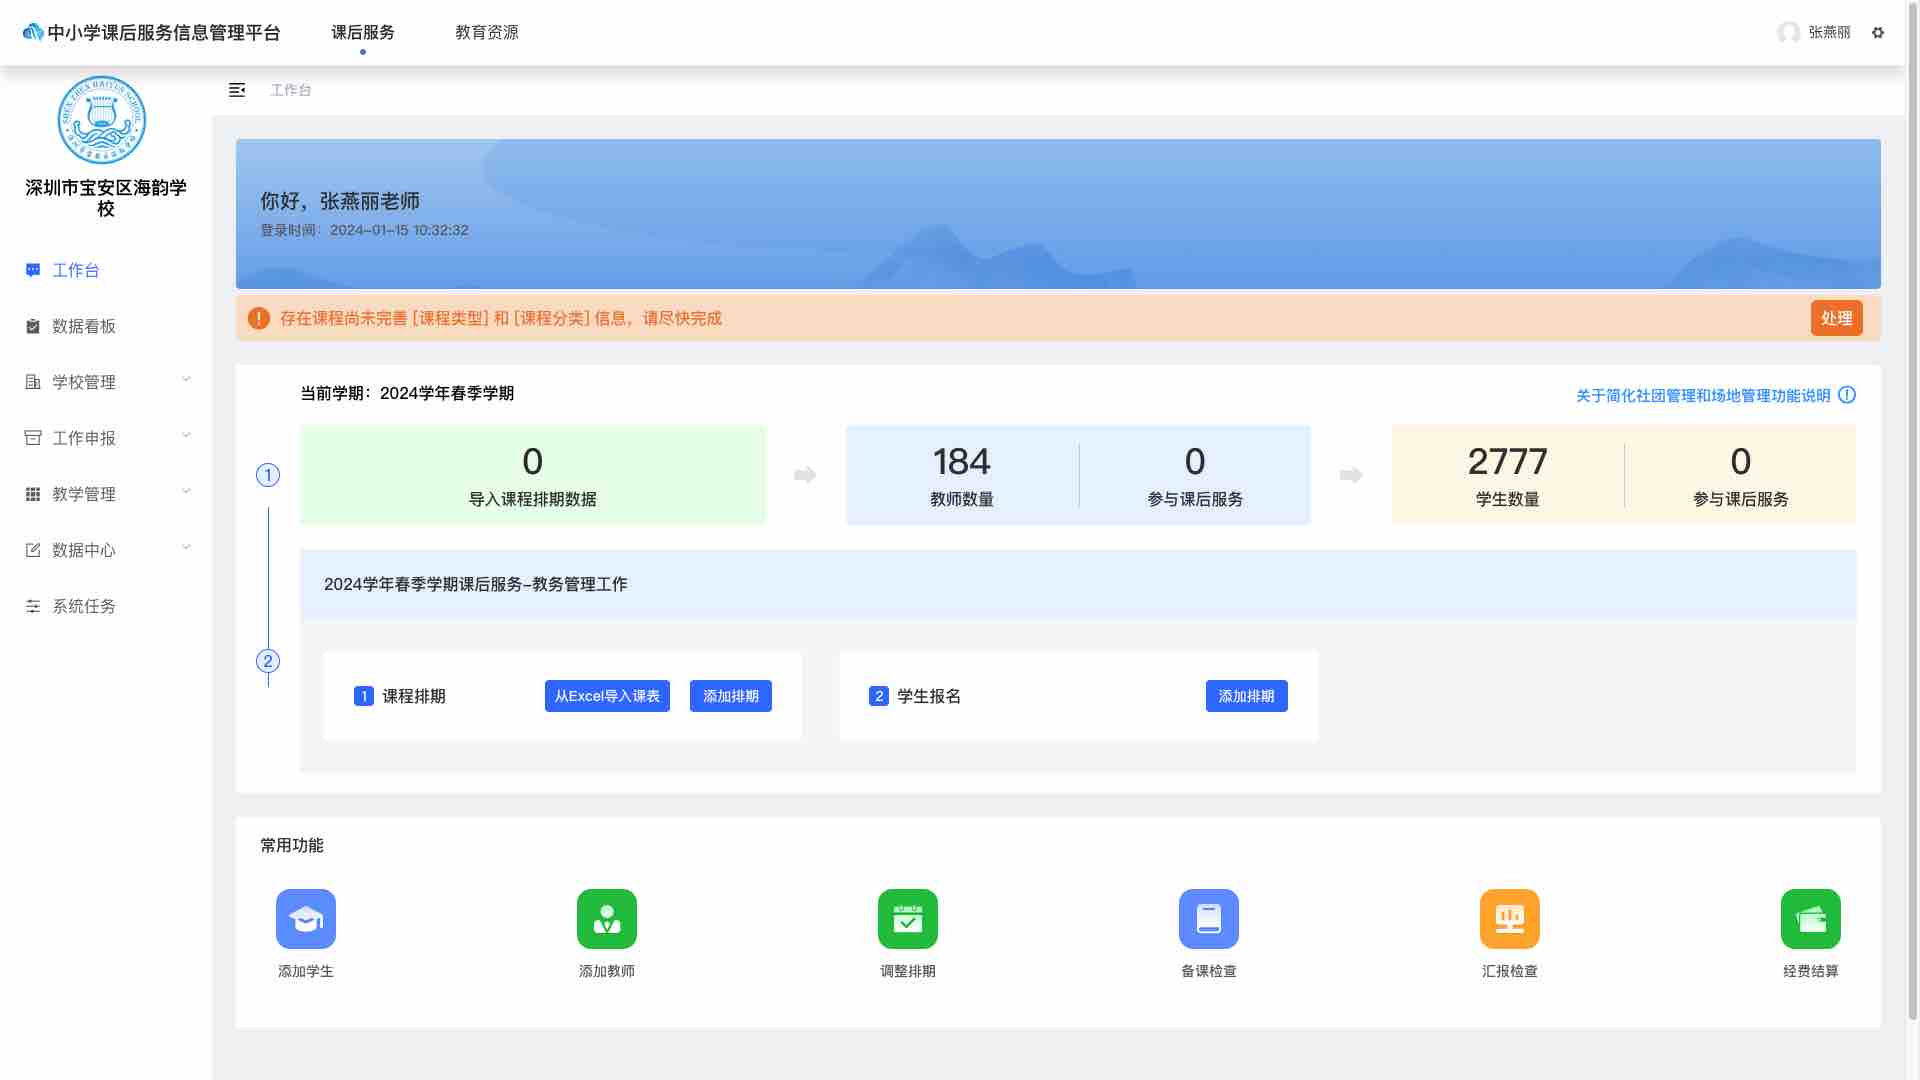 中小学课后服务信息管理平台
课后服务
教育资源
张燕丽
SHEN ZHEN HAIYUN SCHOOL
深圳市宝安区海韵学
校
工作台
工作台
数据看板
学校管理
工作申报
教学管理
数据中心
系统任务
你好，张燕丽老师
登录时间：2024-01-15 10:32:32
存在课程尚未完善 [课程类型] 和 [课程分类] 信息，请尽快完成
处理
当前学期：2024学年春季学期
关于简化社团管理和场地管理功能说明
1
0
导入课程排期数据
184
教师数量
0
参与课后服务
2777
学生数量
0
参与课后服务
2024学年春季学期课后服务-教务管理工作
2
1 课程排期
从Excel导入课表
添加排期
2 学生报名
添加排期
常用功能
添加学生
添加教师
调整排期
备课检查
汇报检查
经费结算